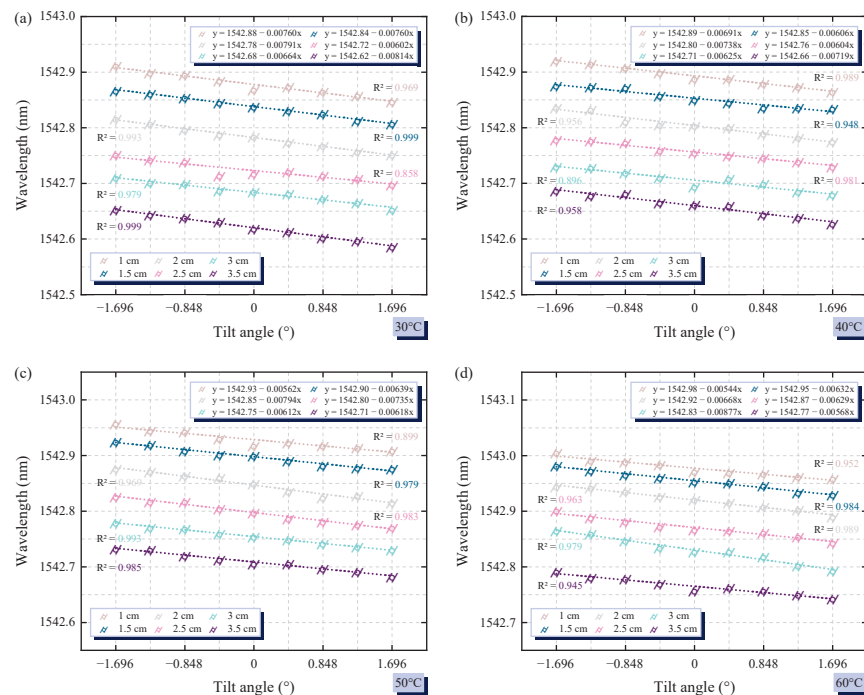 (a)
1543.0
1542.9
1542.8
1542.7
1542.6
1542.5
Wavelength (nm)
y = 1542.88 − 0.00760x y = 1542.84 − 0.00760x
y = 1542.78 − 0.00791x y = 1542.72 − 0.00602x
y = 1542.68 − 0.00664x y = 1542.62 − 0.00814x
R² = 0.969
R² = 0.999
R² = 0.993
R² = 0.858
R² = 0.979
R² = 0.999
1 cm 2 cm 3 cm
1.5 cm 2.5 cm 3.5 cm
−1.696 −0.848 0 0.848 1.696
Tilt angle (°)
30°C
(b)
1543.0
1542.9
1542.8
1542.7
1542.6
1542.5
Wavelength (nm)
y = 1542.89 − 0.00691x y = 1542.85 − 0.00606x
y = 1542.80 − 0.00738x y = 1542.76 − 0.00604x
y = 1542.71 − 0.00625x y = 1542.66 − 0.00719x
R² = 0.989
R² = 0.956
R² = 0.948
R² = 0.896
R² = 0.981
R² = 0.958
1 cm 2 cm 3 cm
1.5 cm 2.5 cm 3.5 cm
−1.696 −0.848 0 0.848 1.696
Tilt angle (°)
40°C
(c)
1543.0
1542.9
1542.8
1542.7
1542.6
Wavelength (nm)
y = 1542.93 − 0.00562x y = 1542.90 − 0.00639x
y = 1542.85 − 0.00794x y = 1542.80 − 0.00735x
y = 1542.75 − 0.00612x y = 1542.71 − 0.00618x
R² = 0.899
R² = 0.979
R² = 0.983
R² = 0.993
R² = 0.985
1 cm 2 cm 3 cm
1.5 cm 2.5 cm 3.5 cm
−1.696 −0.848 0 0.848 1.696
Tilt angle (°)
50°C
(d)
1543.1
1543.0
1542.9
1542.8
1542.7
Wavelength (nm)
y = 1542.98 − 0.00544x y = 1542.95 − 0.00632x
y = 1542.92 − 0.00668x y = 1542.87 − 0.00629x
y = 1542.83 − 0.00877x y = 1542.77 − 0.00568x
R² = 0.952
R² = 0.963
R² = 0.984
R² = 0.989
R² = 0.979
R² = 0.945
1 cm 2 cm 3 cm
1.5 cm 2.5 cm 3.5 cm
−1.696 −0.848 0 0.848 1.696
Tilt angle (°)
60°C